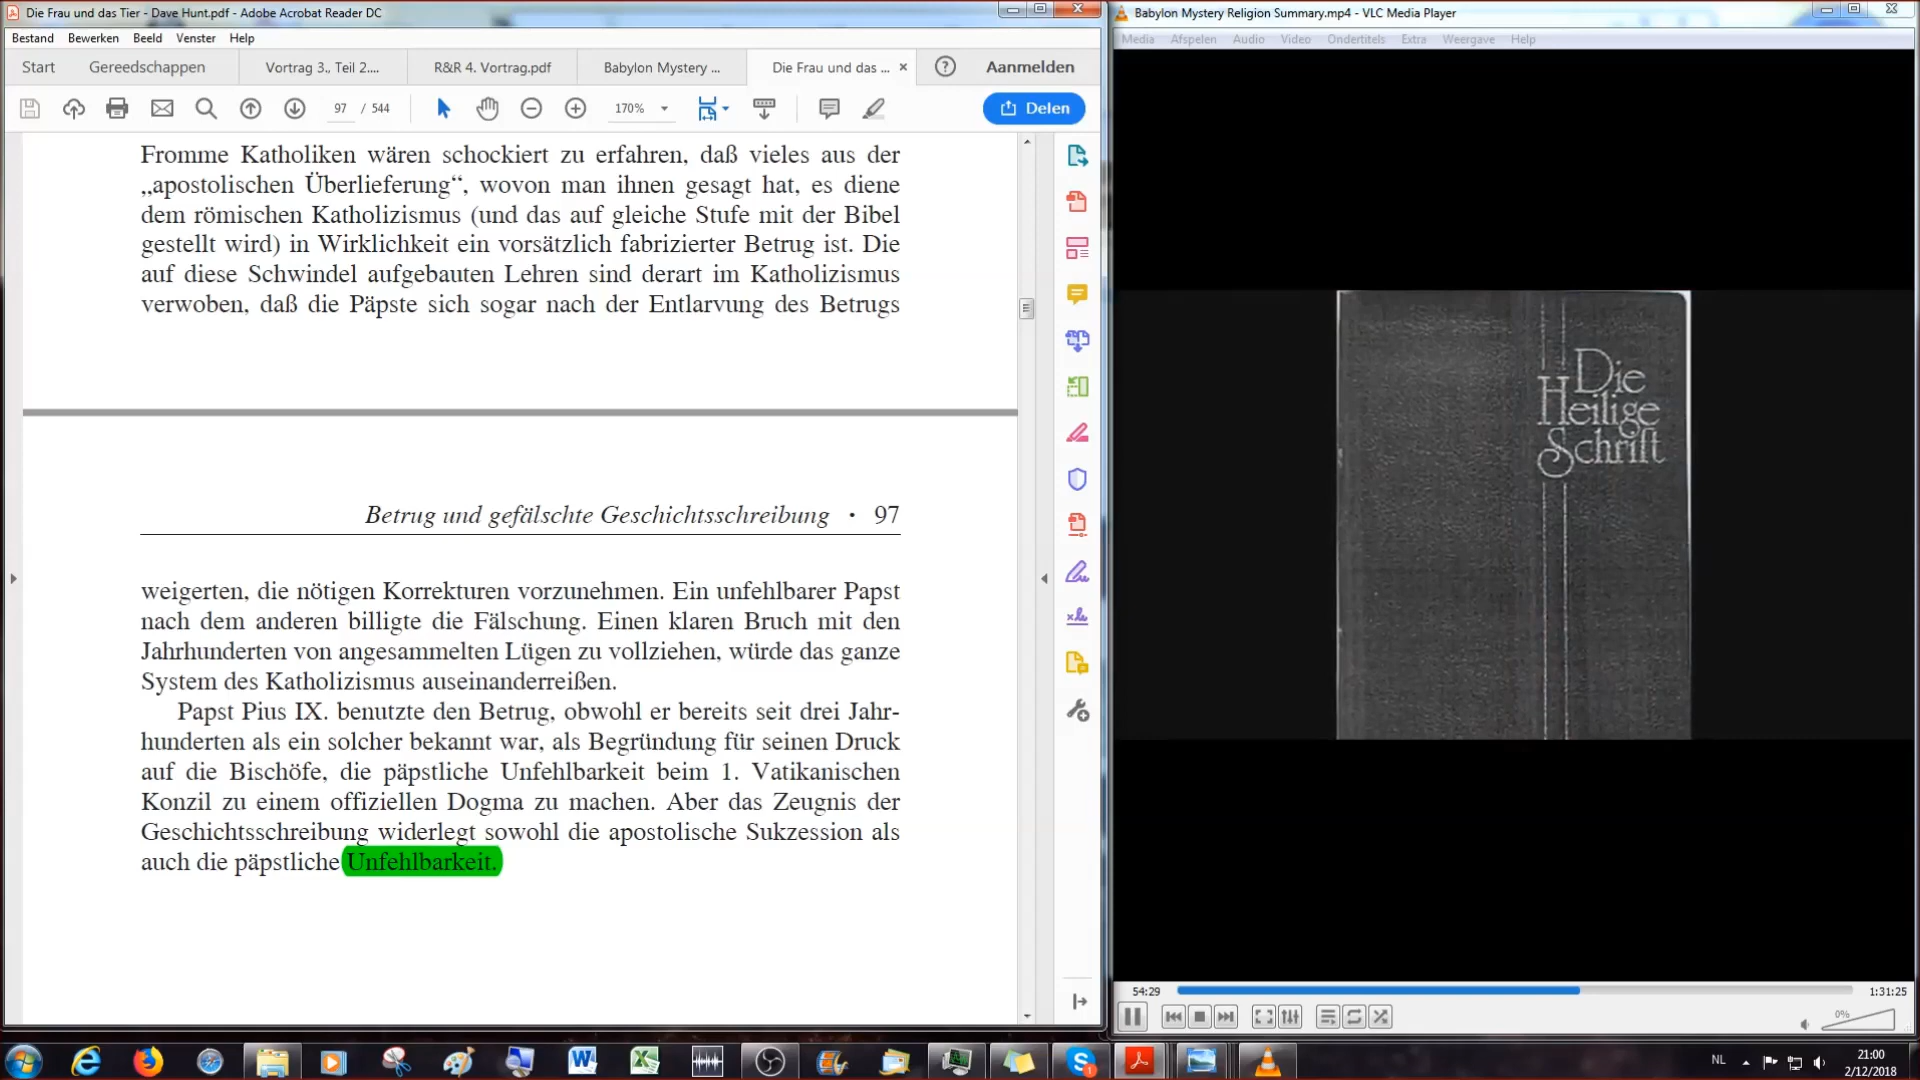 Die Frau und das Tier - Dave Hunt.pdf - Adobe Acrobat Reader DC
Bestand Bewerken Beeld Venster Help
Start Gereedschappen Vortrag 3., Teil 2.... R&R 4. Vortrag.pdf Babylon Mystery ... Die Frau und das ... × ? Aanmelden
97 / 544 170% Delen
Fromme Katholiken wären schockiert zu erfahren, daß vieles aus der
„apostolischen Überlieferung“, wovon man ihnen gesagt hat, es diene
dem römischen Katholizismus (und das auf gleiche Stufe mit der Bibel
gestellt wird) in Wirklichkeit ein vorsätzlich fabrizierter Betrug ist. Die
auf diese Schwindel aufgebauten Lehren sind derart im Katholizismus
verwoben, daß die Päpste sich sogar nach der Entlarvung des Betrugs
Betrug und gefälschte Geschichtsschreibung · 97
weigerten, die nötigen Korrekturen vorzunehmen. Ein unfehlbarer Papst
nach dem anderen billigte die Fälschung. Einen klaren Bruch mit den
Jahrhunderten von angesammelten Lügen zu vollziehen, würde das ganze
System des Katholizismus auseinanderreißen.
Papst Pius IX. benutzte den Betrug, obwohl er bereits seit drei Jahr-
hunderten als ein solcher bekannt war, als Begründung für seinen Druck
auf die Bischöfe, die päpstliche Unfehlbarkeit beim 1. Vatikanischen
Konzil zu einem offiziellen Dogma zu machen. Aber das Zeugnis der
Geschichtsschreibung widerlegt sowohl die apostolische Sukzession als
auch die päpstliche Unfehlbarkeit.
Babylon Mystery Religion Summary.mp4 - VLC Media Player
Media Afspelen Audio Video Ondertitels Extra Weergave Help
Die
Heilige
Schrift
54:29 1:31:25
0%
NL 21:00
2/12/2018